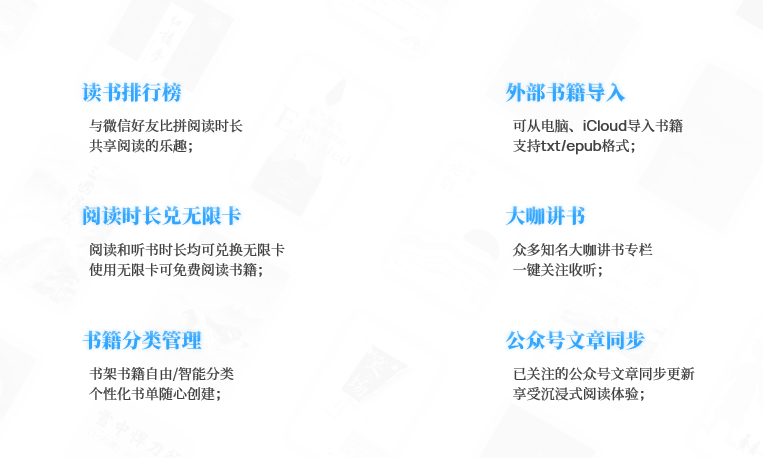 读书排行榜
与微信好友比拼阅读时长
共享阅读的乐趣；
外部书籍导入
可从电脑、iCloud导入书籍
支持txt/epub格式；
阅读时长兑无限卡
阅读和听书时长均可兑换无限卡
使用无限卡可免费阅读书籍；
大咖讲书
众多知名大咖讲书专栏
一键关注收听；
书籍分类管理
书架书籍自由/智能分类
个性化书单随心创建；
公众号文章同步
已关注的公众号文章同步更新
享受沉浸式阅读体验；